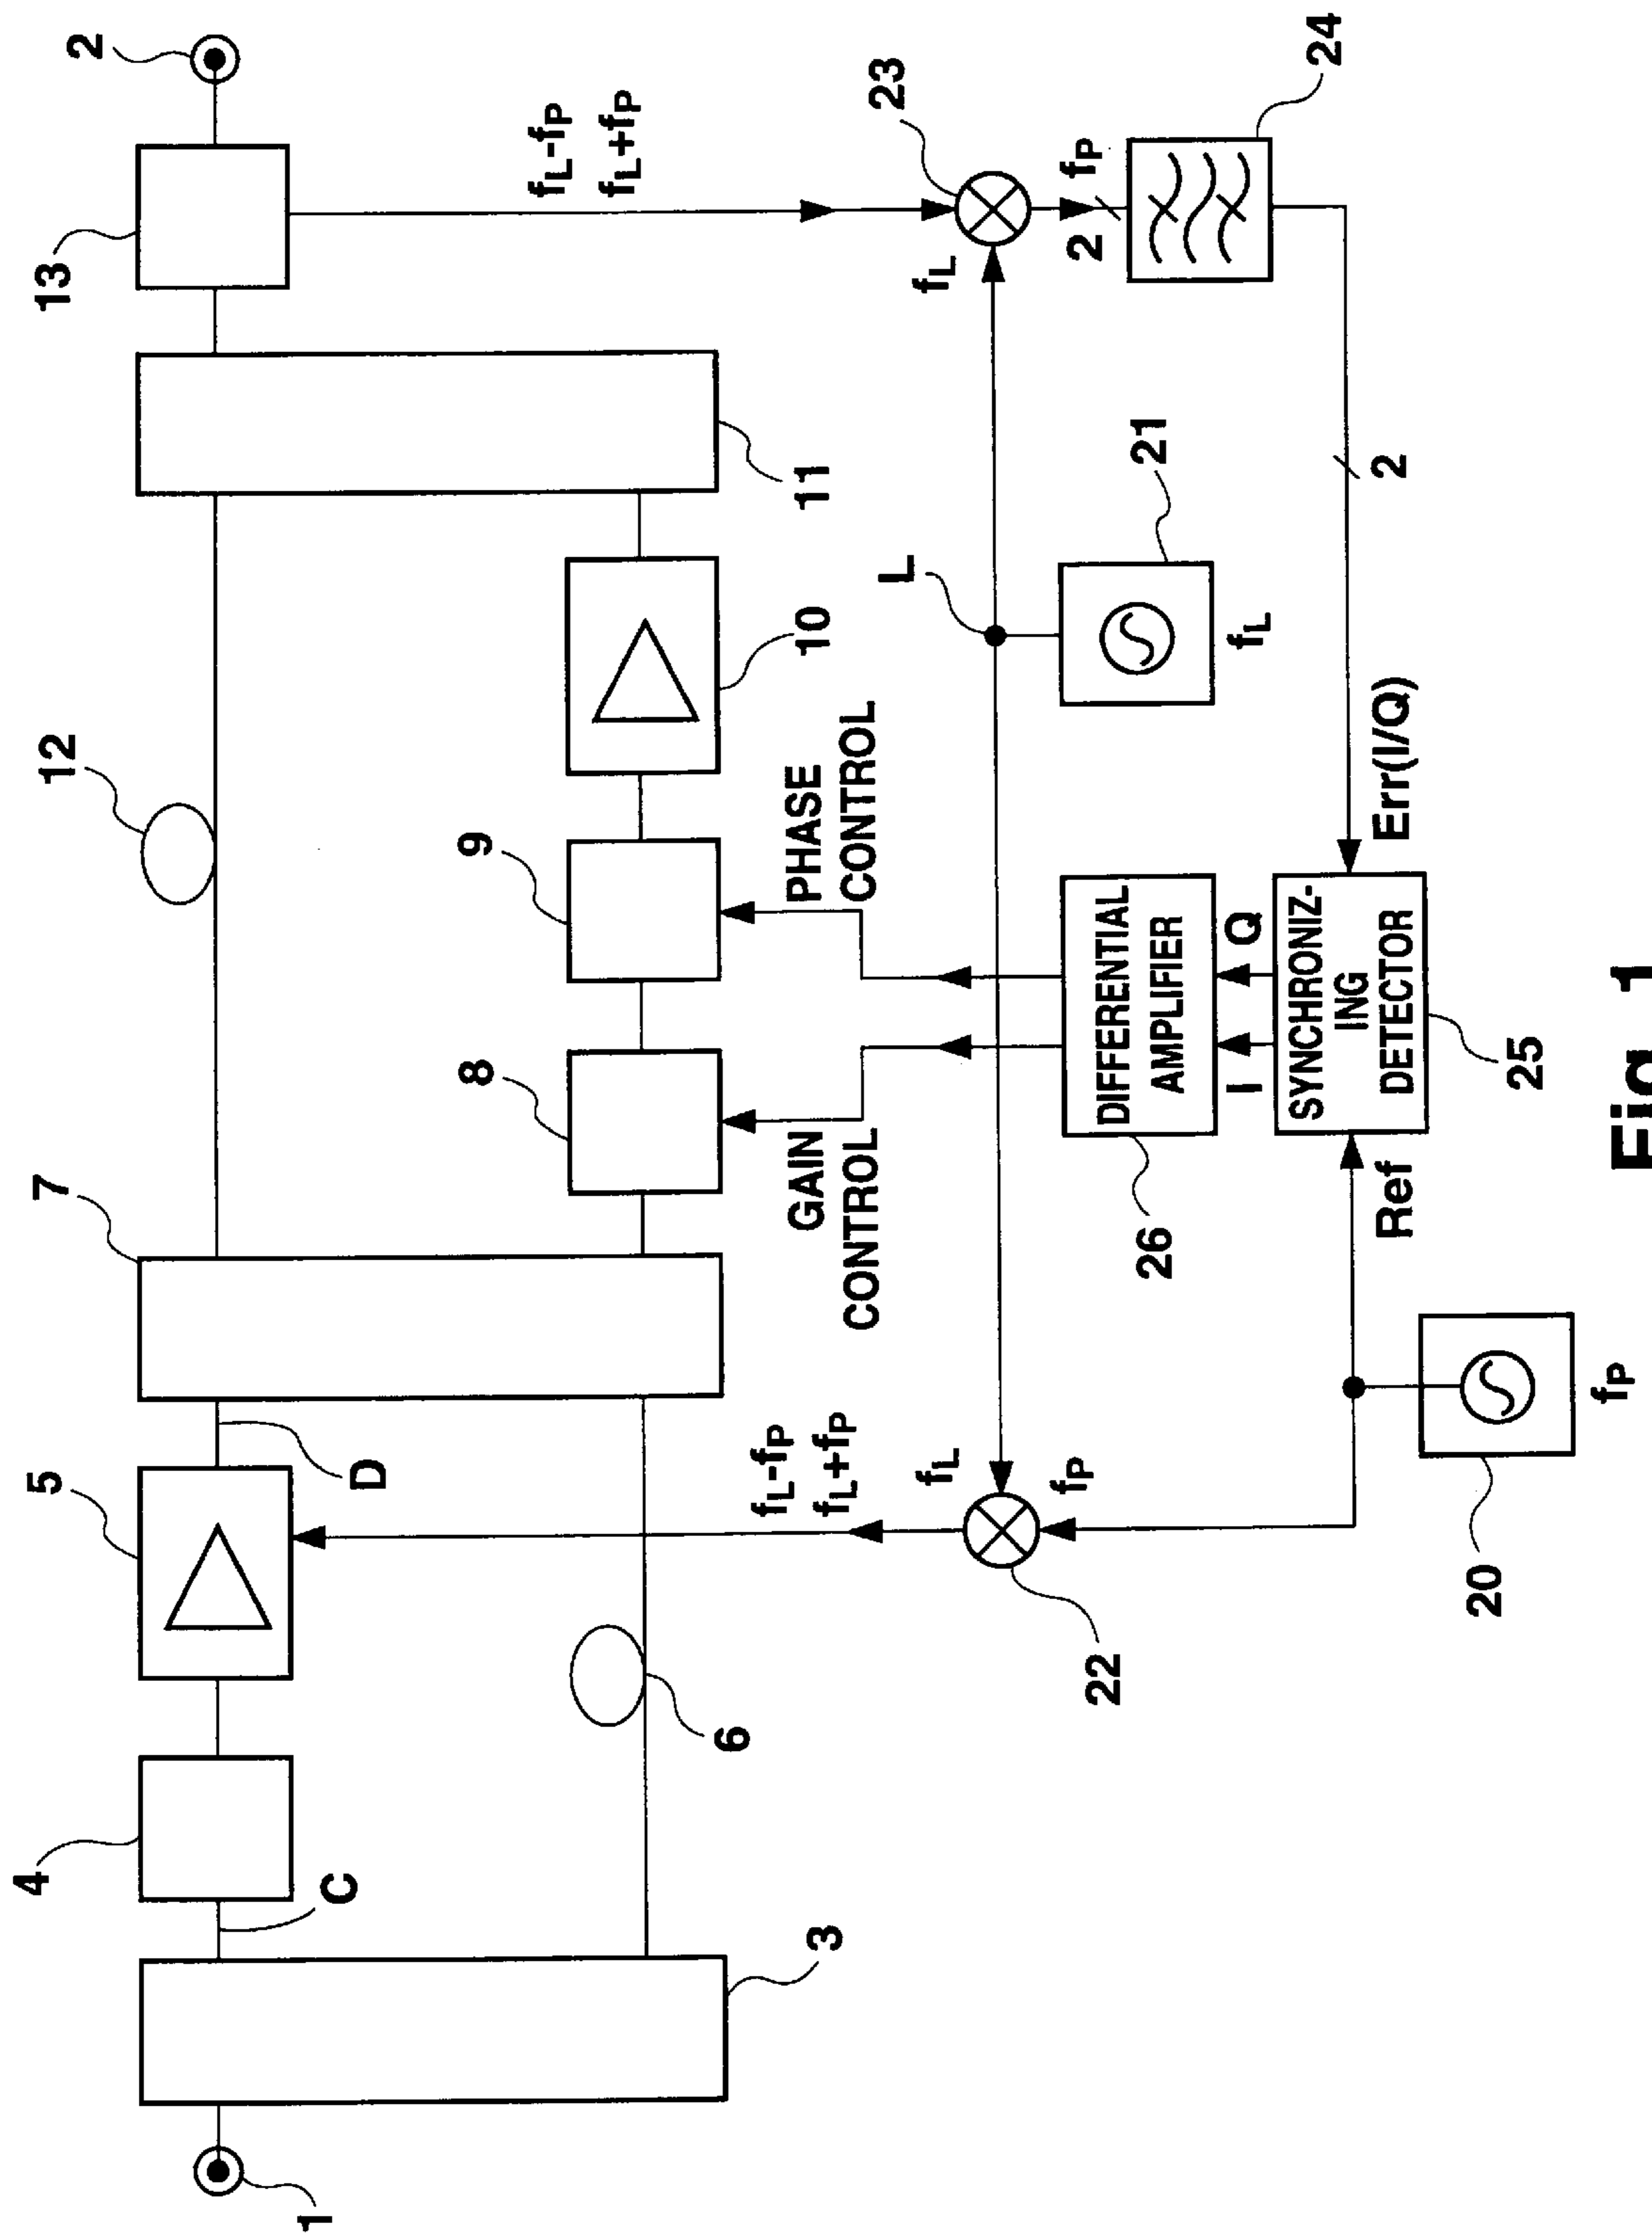 1
2
3
4
C
5
D
6
7
8
9
10
11
12
13
GAIN
CONTROL
PHASE
CONTROL
fL-fP
fL+fP
fL-fP
fL+fP
22
fL
fP
L
21
fL
23
fL
2
fP
24
2
26
DIFFERENTIAL
AMPLIFIER
I
Q
SYNCHRONIZ-
ING
DETECTOR
25
Ref
Err(I/Q)
20
fP
Fig. 1